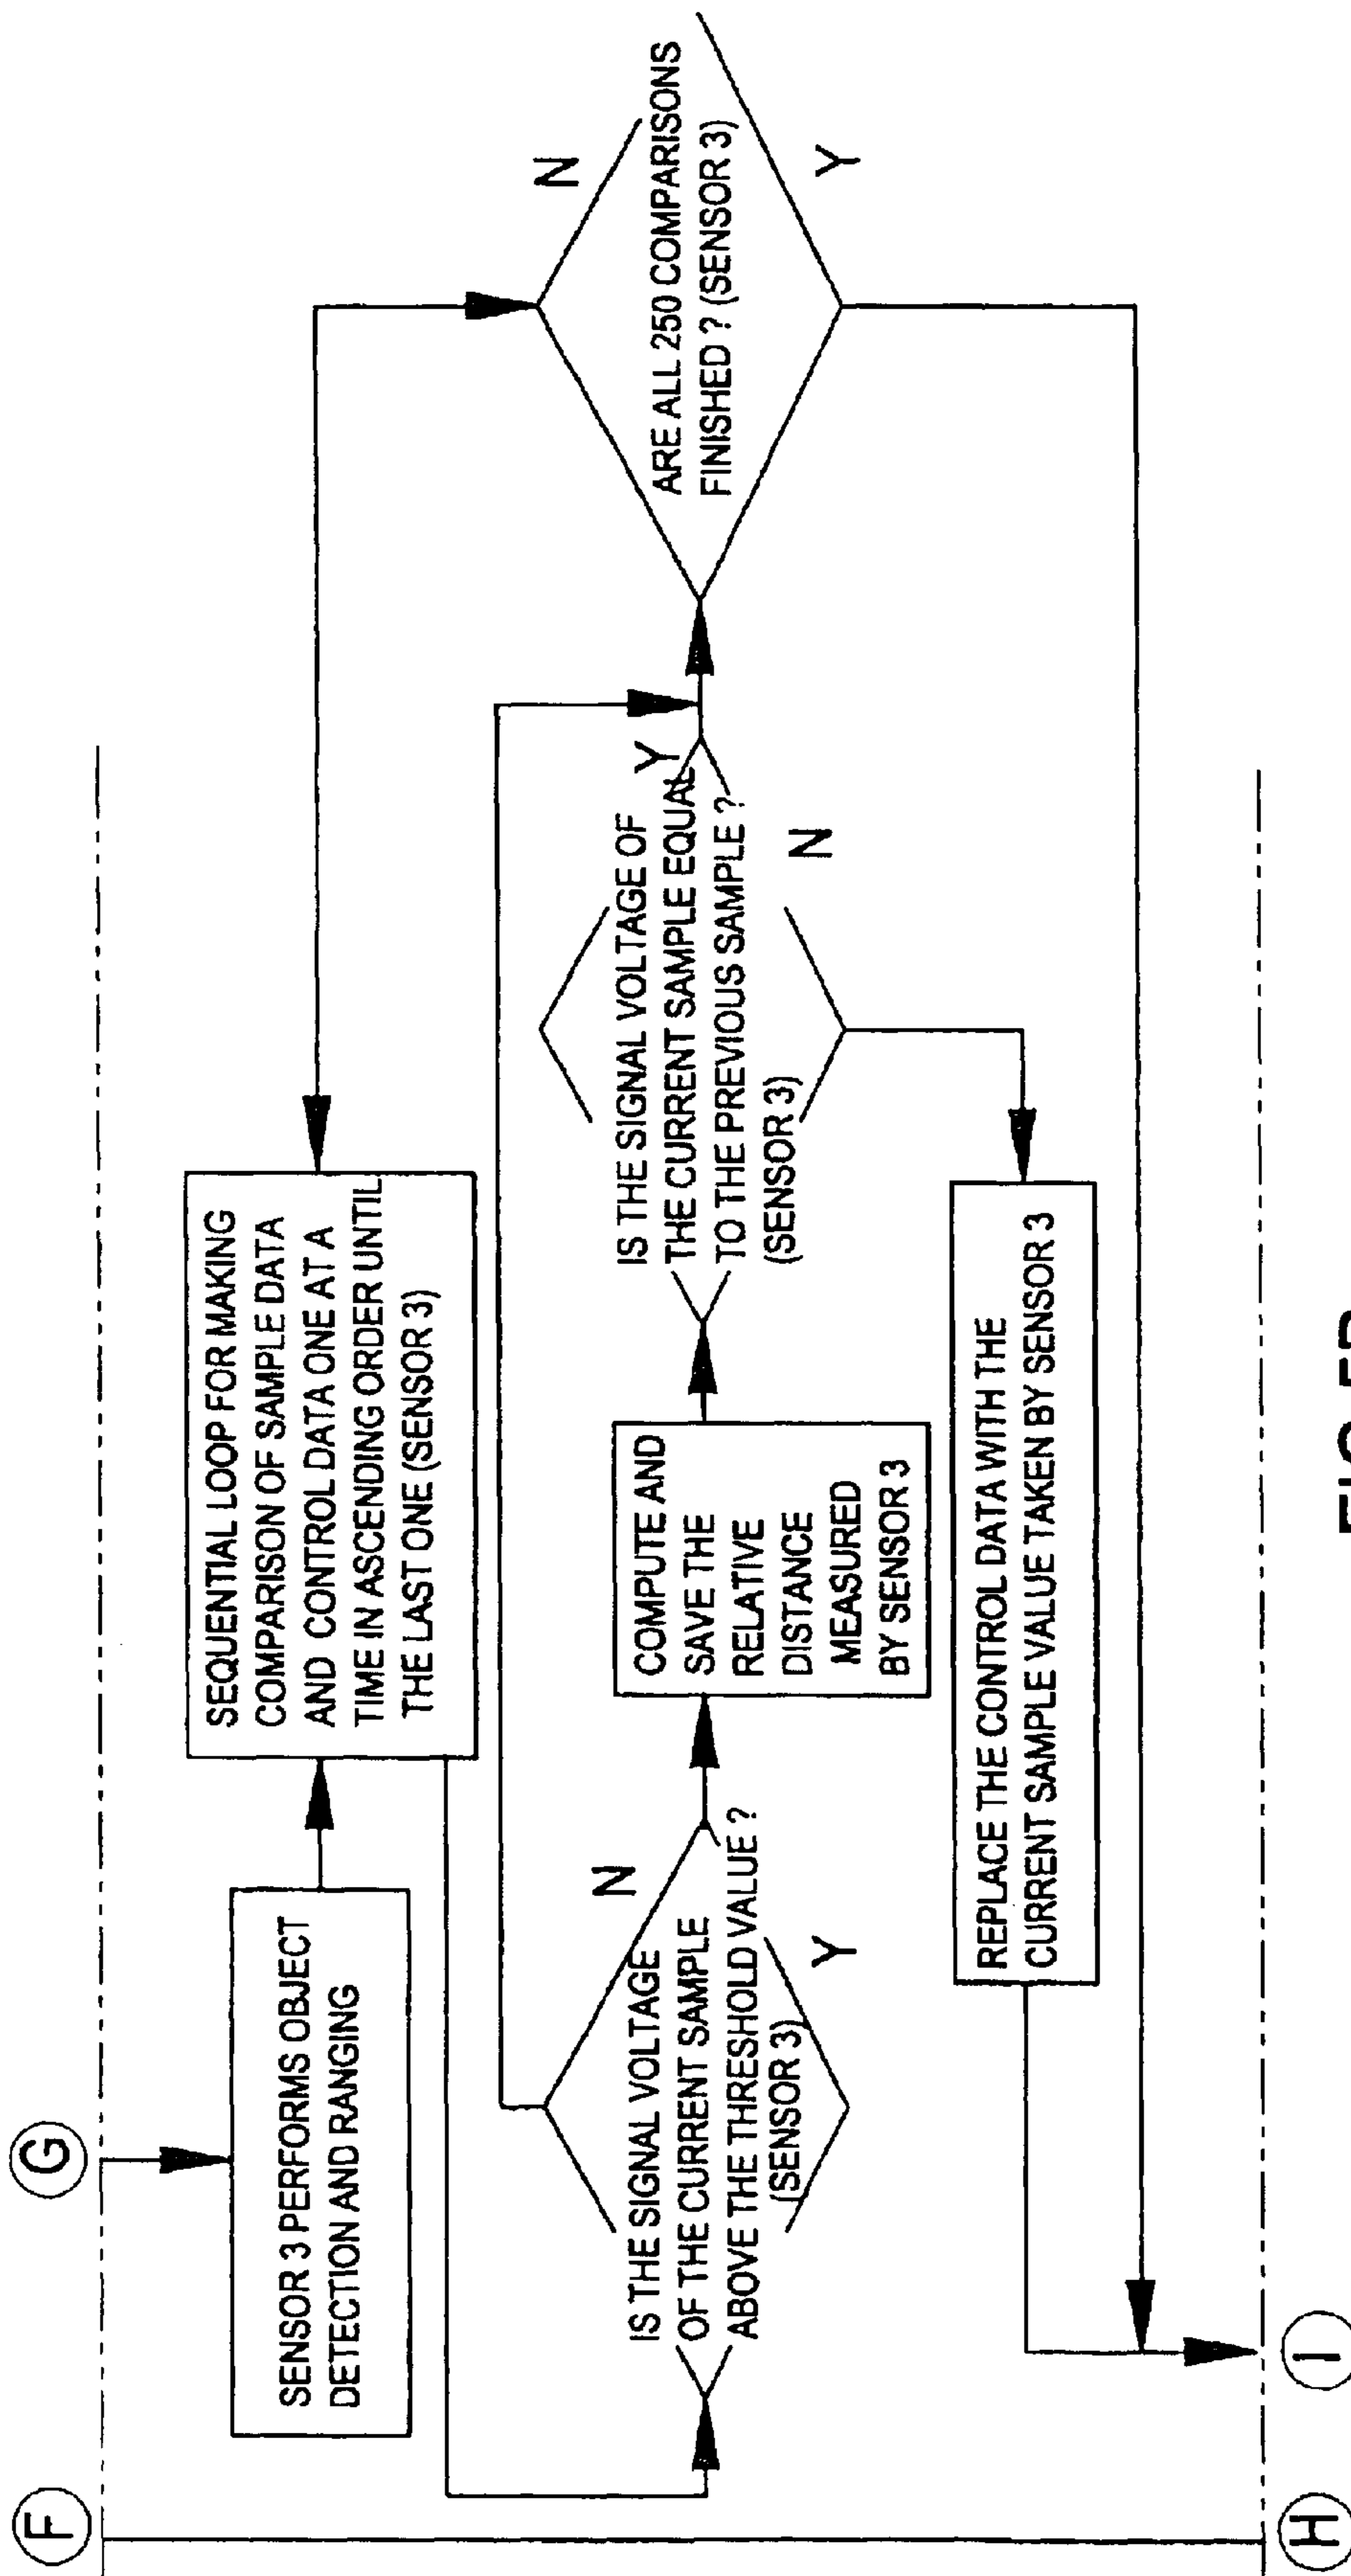 F
G
SENSOR 3 PERFORMS OBJECT
DETECTION AND RANGING
SEQUENTIAL LOOP FOR MAKING
COMPARISON OF SAMPLE DATA
AND CONTROL DATA ONE AT A
TIME IN ASCENDING ORDER UNTIL
THE LAST ONE (SENSOR 3)
IS THE SIGNAL VOLTAGE
OF THE CURRENT SAMPLE
ABOVE THE THRESHOLD VALUE ?
(SENSOR 3)
N
Y
COMPUTE AND
SAVE THE
RELATIVE
DISTANCE
MEASURED
BY SENSOR 3
IS THE SIGNAL VOLTAGE OF
THE CURRENT SAMPLE EQUAL
TO THE PREVIOUS SAMPLE ?
(SENSOR 3)
Y
N
ARE ALL 250 COMPARISONS
FINISHED ? (SENSOR 3)
N
Y
REPLACE THE CONTROL DATA WITH THE
CURRENT SAMPLE VALUE TAKEN BY SENSOR 3
H
I